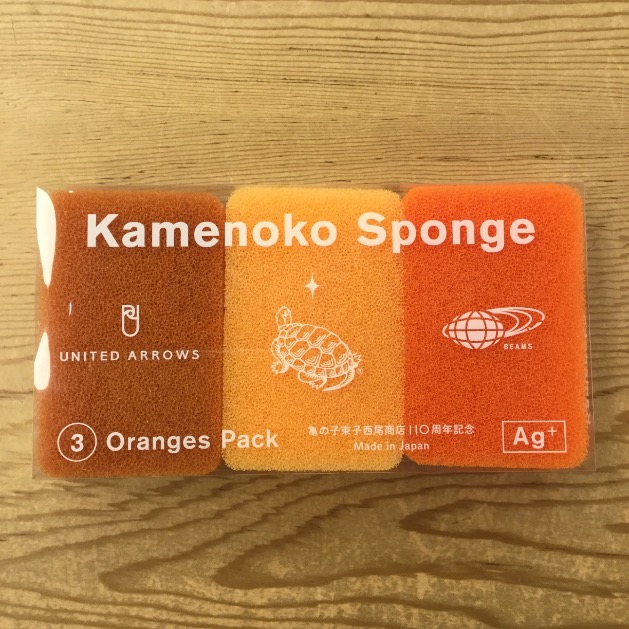 Kamenoko Sponge
UNITED ARROWS
BEAMS
③ Oranges Pack
亀の子束子西尾商店110周年記念
Made in Japan
Ag+